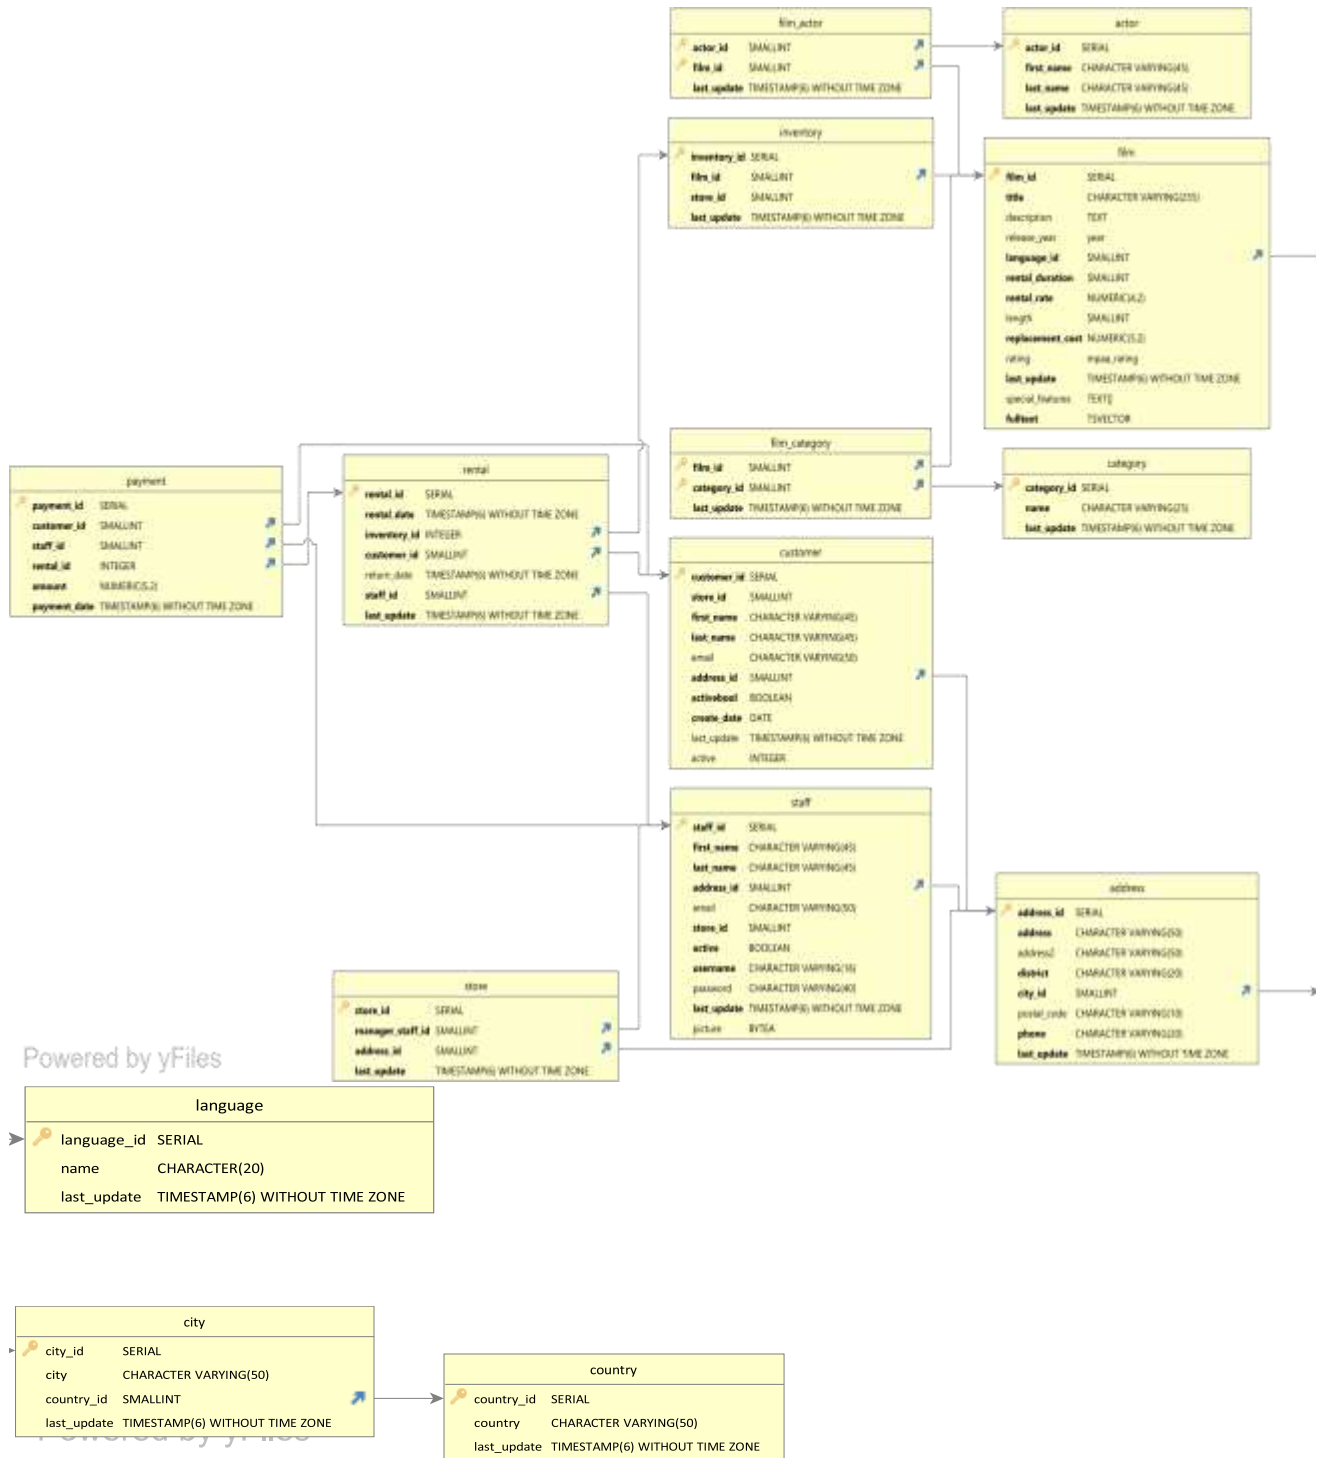 film_actor
actor_id SMALLINT
film_id SMALLINT
last_update TIMESTAMP(6) WITHOUT TIME ZONE
actor
actor_id SERIAL
first_name CHARACTER VARYING(45)
last_name CHARACTER VARYING(45)
last_update TIMESTAMP(6) WITHOUT TIME ZONE
inventory
inventory_id SERIAL
film_id SMALLINT
store_id SMALLINT
last_update TIMESTAMP(6) WITHOUT TIME ZONE
film
film_id SERIAL
title CHARACTER VARYING(255)
description TEXT
release_year year
language_id SMALLINT
rental_duration SMALLINT
rental_rate NUMERIC(4,2)
length SMALLINT
replacement_cost NUMERIC(5,2)
rating mpaa_rating
last_update TIMESTAMP(6) WITHOUT TIME ZONE
special_features TEXT[]
fulltext TSVECTOR
film_category
film_id SMALLINT
category_id SMALLINT
last_update TIMESTAMP(6) WITHOUT TIME ZONE
category
category_id SERIAL
name CHARACTER VARYING(25)
last_update TIMESTAMP(6) WITHOUT TIME ZONE
payment
payment_id SERIAL
customer_id SMALLINT
staff_id SMALLINT
rental_id INTEGER
amount NUMERIC(5,2)
payment_date TIMESTAMP(6) WITHOUT TIME ZONE
rental
rental_id SERIAL
rental_date TIMESTAMP(6) WITHOUT TIME ZONE
inventory_id INTEGER
customer_id SMALLINT
return_date TIMESTAMP(6) WITHOUT TIME ZONE
staff_id SMALLINT
last_update TIMESTAMP(6) WITHOUT TIME ZONE
customer
customer_id SERIAL
store_id SMALLINT
first_name CHARACTER VARYING(45)
last_name CHARACTER VARYING(45)
email CHARACTER VARYING(50)
address_id SMALLINT
activebool BOOLEAN
create_date DATE
last_update TIMESTAMP(6) WITHOUT TIME ZONE
active INTEGER
staff
staff_id SERIAL
first_name CHARACTER VARYING(45)
last_name CHARACTER VARYING(45)
address_id SMALLINT
email CHARACTER VARYING(50)
store_id SMALLINT
active BOOLEAN
username CHARACTER VARYING(16)
password CHARACTER VARYING(40)
last_update TIMESTAMP(6) WITHOUT TIME ZONE
picture BYTEA
address
address_id SERIAL
address CHARACTER VARYING(50)
address2 CHARACTER VARYING(50)
district CHARACTER VARYING(20)
city_id SMALLINT
postal_code CHARACTER VARYING(10)
phone CHARACTER VARYING(20)
last_update TIMESTAMP(6) WITHOUT TIME ZONE
store
store_id SERIAL
manager_staff_id SMALLINT
address_id SMALLINT
last_update TIMESTAMP(6) WITHOUT TIME ZONE
Powered by yFiles
language
language_id SERIAL
name CHARACTER(20)
last_update TIMESTAMP(6) WITHOUT TIME ZONE
city
city_id SERIAL
city CHARACTER VARYING(50)
country_id SMALLINT
last_update TIMESTAMP(6) WITHOUT TIME ZONE
Powered by yFiles
country
country_id SERIAL
country CHARACTER VARYING(50)
last_update TIMESTAMP(6) WITHOUT TIME ZONE